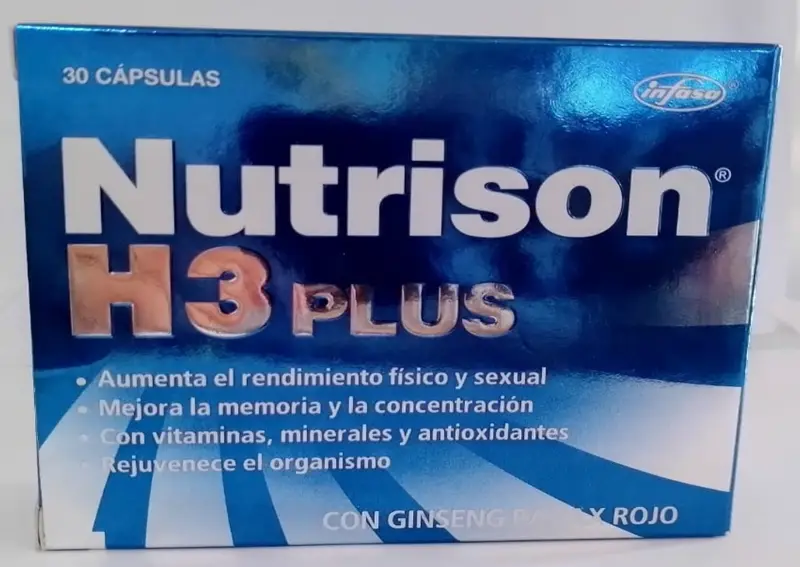 30 CÁPSULAS
infasa®
Nutrison®
H3 PLUS
• Aumenta el rendimiento físico y sexual
• Mejora la memoria y la concentración
• Con vitaminas, minerales y antioxidantes
• Rejuvenece el organismo
CON GINSENG ROJO